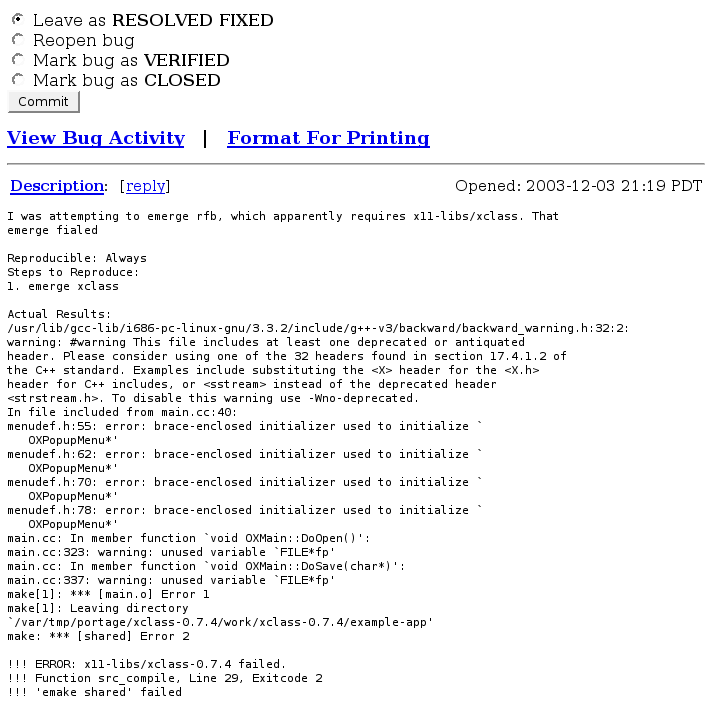 Leave as RESOLVED FIXED
Reopen bug
Mark bug as VERIFIED
Mark bug as CLOSED
Commit
View Bug Activity | Format For Printing
Description: [reply] Opened: 2003-12-03 21:19 PDT
I was attempting to emerge rfb, which apparently requires x11-libs/xclass. That
emerge fialed
Reproducible: Always
Steps to Reproduce:
1. emerge xclass
Actual Results:
/usr/lib/gcc-lib/i686-pc-linux-gnu/3.3.2/include/g++-v3/backward/backward_warning.h:32:2:
warning: #warning This file includes at least one deprecated or antiquated
header. Please consider using one of the 32 headers found in section 17.4.1.2 of
the C++ standard. Examples include substituting the <X> header for the <X.h>
header for C++ includes, or <sstream> instead of the deprecated header
<strstream.h>. To disable this warning use -Wno-deprecated.
In file included from main.cc:40:
menudef.h:55: error: brace-enclosed initializer used to initialize `
OXPopupMenu*'
menudef.h:62: error: brace-enclosed initializer used to initialize `
OXPopupMenu*'
menudef.h:70: error: brace-enclosed initializer used to initialize `
OXPopupMenu*'
menudef.h:78: error: brace-enclosed initializer used to initialize `
OXPopupMenu*'
main.cc: In member function `void OXMain::DoOpen()':
main.cc:323: warning: unused variable `FILE*fp'
main.cc: In member function `void OXMain::DoSave(char*)':
main.cc:337: warning: unused variable `FILE*fp'
make[1]: *** [main.o] Error 1
make[1]: Leaving directory
`/var/tmp/portage/xclass-0.7.4/work/xclass-0.7.4/example-app'
make: *** [shared] Error 2
!!! ERROR: x11-libs/xclass-0.7.4 failed.
!!! Function src_compile, Line 29, Exitcode 2
!!! 'emake shared' failed